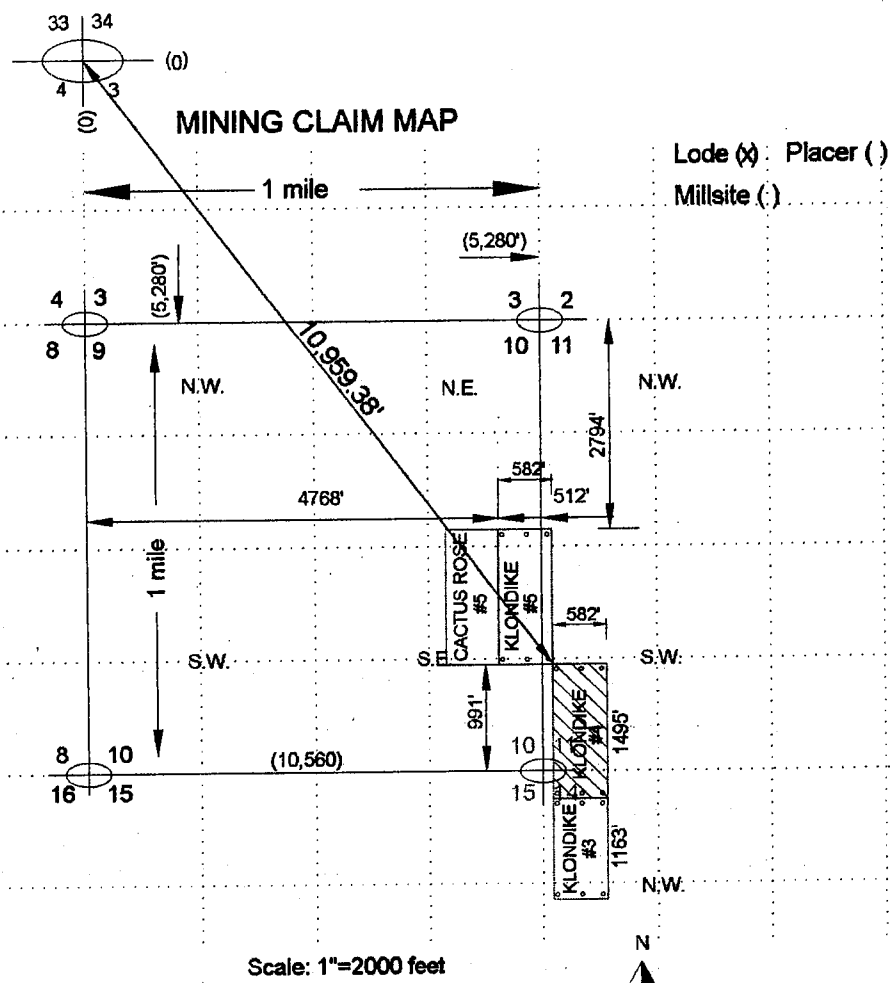 33 34
(0)
4 3
(0)
MINING CLAIM MAP
Lode (x) Placer ( )
Millsite ( )
1 mile
(5,280')
(5,280')
4 3
8 9
3 2
10 11
N.W.
N.E.
N.W.
10,959.38'
2794'
582'
4768'
512'
1 mile
CACTUS ROSE
#5
KLONDIKE
#5
582'
S.W.
S.E
S.W.
991'
KLONDIKE
#4
1495'
8 10
16 15
(10,560)
10
15
KLONDIKE
#3
1163'
N.W.
Scale: 1"=2000 feet
N